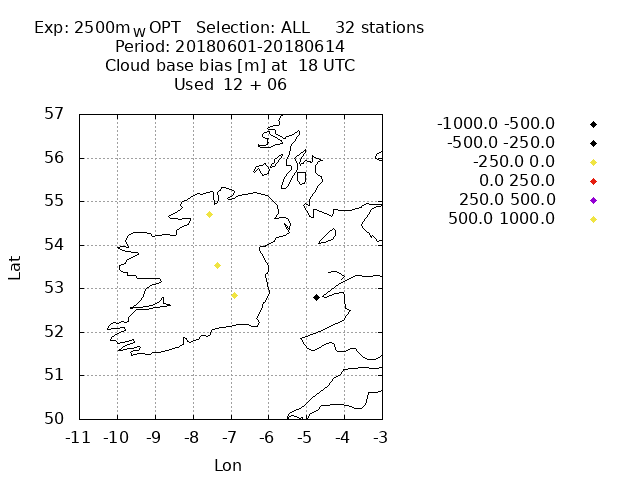 Exp: 2500mwOPT Selection: ALL 32 stations
Period: 20180601-20180614
Cloud base bias [m] at 18 UTC
Used 12 + 06
-1000.0 -500.0
-500.0 -250.0
-250.0 0.0
0.0 250.0
250.0 500.0
500.0 1000.0
57
56
55
54
53
52
51
50
Lat
-11 -10 -9 -8 -7 -6 -5 -4 -3
Lon